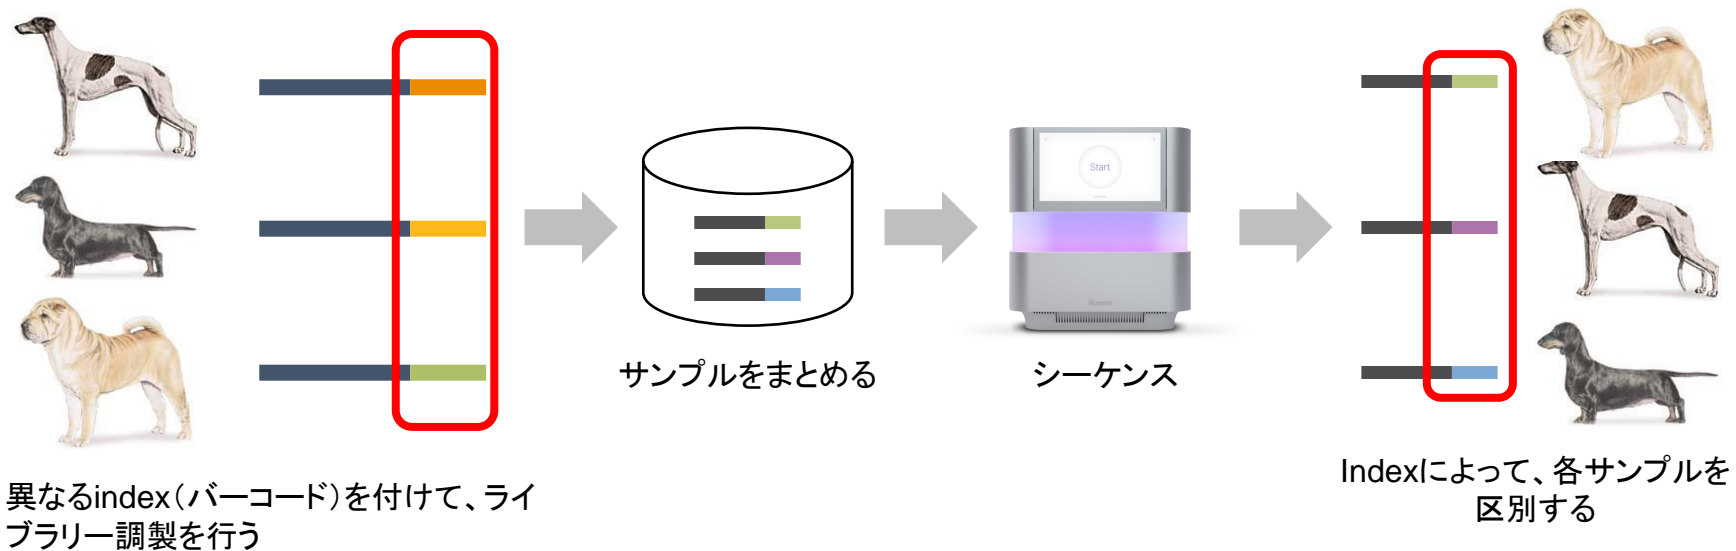 Start
illumina
サンプルをまとめる
シーケンス
異なるindex（バーコード）を付けて、ライ
ブラリー調製を行う
Indexによって、各サンプルを
区別する